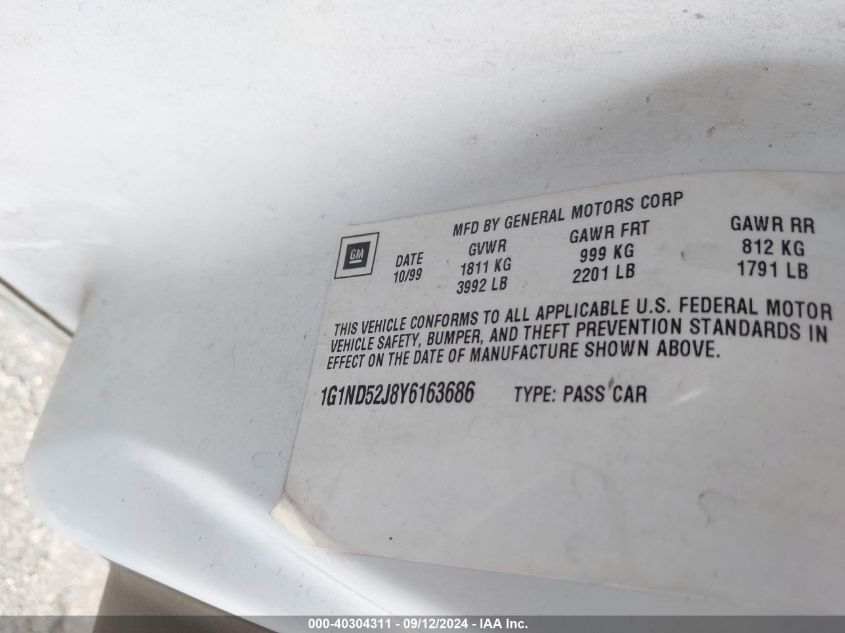 MFD BY GENERAL MOTORS CORP
GM
DATE GVWR GAWR FRT GAWR RR
10/99 1811 KG 999 KG 812 KG
3992 LB 2201 LB 1791 LB
THIS VEHICLE CONFORMS TO ALL APPLICABLE U.S. FEDERAL MOTOR
VEHICLE SAFETY, BUMPER, AND THEFT PREVENTION STANDARDS IN
EFFECT ON THE DATE OF MANUFACTURE SHOWN ABOVE.
1G1ND52J8Y6163686 TYPE: PASS CAR
000-40304311 - 09/12/2024 - IAA Inc.